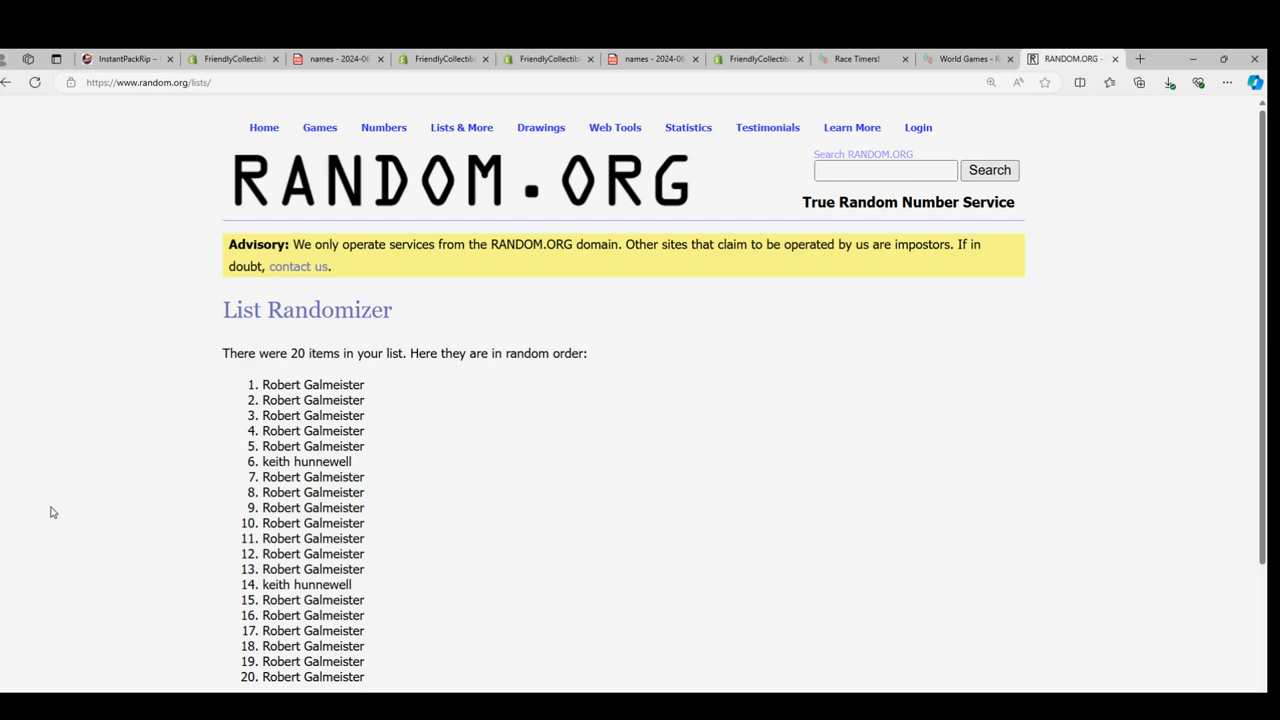 InstantPackRip -
FriendlyCollectibl
names - 2024-06
FriendlyCollectibl
FriendlyCollectibl
names - 2024-06
FriendlyCollectibl
Race Timers!
World Games - R
RANDOM.ORG -
https://www.random.org/lists/
Home Games Numbers Lists & More Drawings Web Tools Statistics Testimonials Learn More Login
RANDOM.ORG
Search RANDOM.ORG
Search
True Random Number Service
Advisory: We only operate services from the RANDOM.ORG domain. Other sites that claim to be operated by us are impostors. If in
doubt, contact us.
List Randomizer
There were 20 items in your list. Here they are in random order:
1. Robert Galmeister
2. Robert Galmeister
3. Robert Galmeister
4. Robert Galmeister
5. Robert Galmeister
6. keith hunnewell
7. Robert Galmeister
8. Robert Galmeister
9. Robert Galmeister
10. Robert Galmeister
11. Robert Galmeister
12. Robert Galmeister
13. Robert Galmeister
14. keith hunnewell
15. Robert Galmeister
16. Robert Galmeister
17. Robert Galmeister
18. Robert Galmeister
19. Robert Galmeister
20. Robert Galmeister